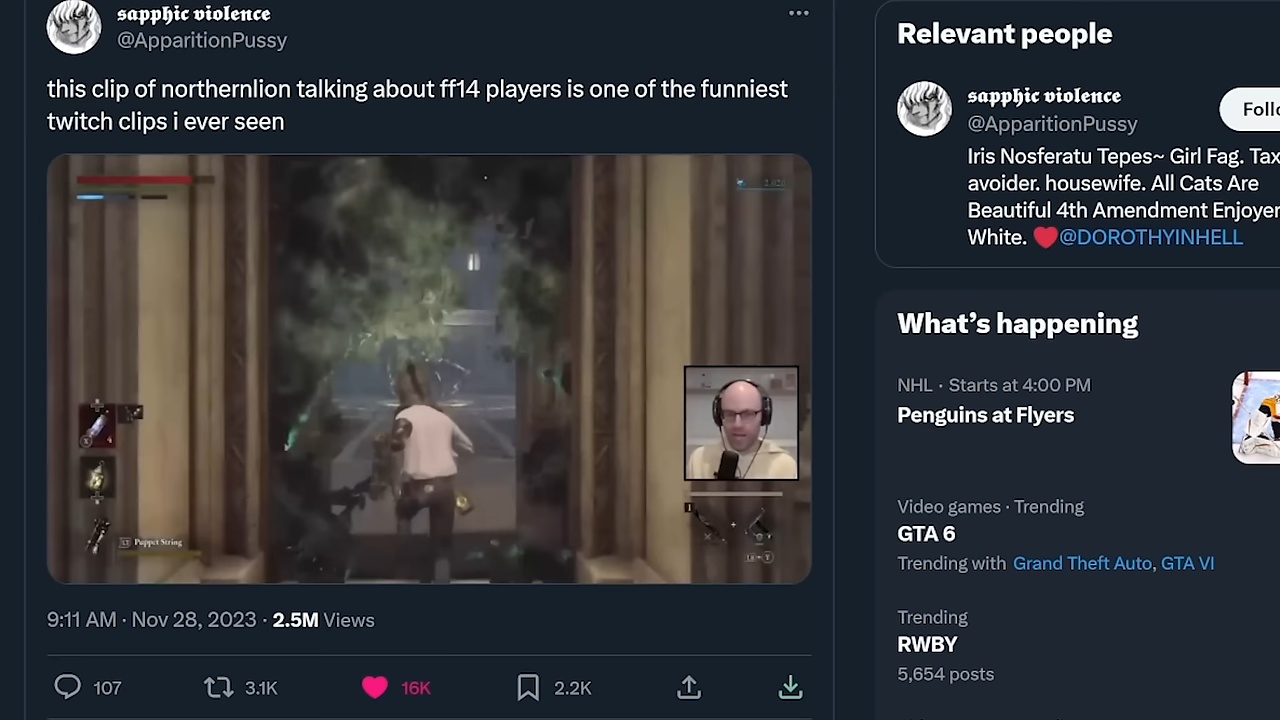 sapphic violence
@ApparitionPussy
this clip of northernlion talking about ff14 players is one of the funniest
twitch clips i ever seen
Puppet String
9:11 AM · Nov 28, 2023 · 2.5M Views
107
3.1K
16K
2.2K
Relevant people
sapphic violence
@ApparitionPussy
Follo
Iris Nosferatu Tepes~ Girl Fag. Tax
avoider. housewife. All Cats Are
Beautiful 4th Amendment Enjoyer
White. ❤️@DOROTHYINHELL
What's happening
NHL · Starts at 4:00 PM
Penguins at Flyers
Video games · Trending
GTA 6
Trending with Grand Theft Auto, GTA VI
Trending
RWBY
5,654 posts